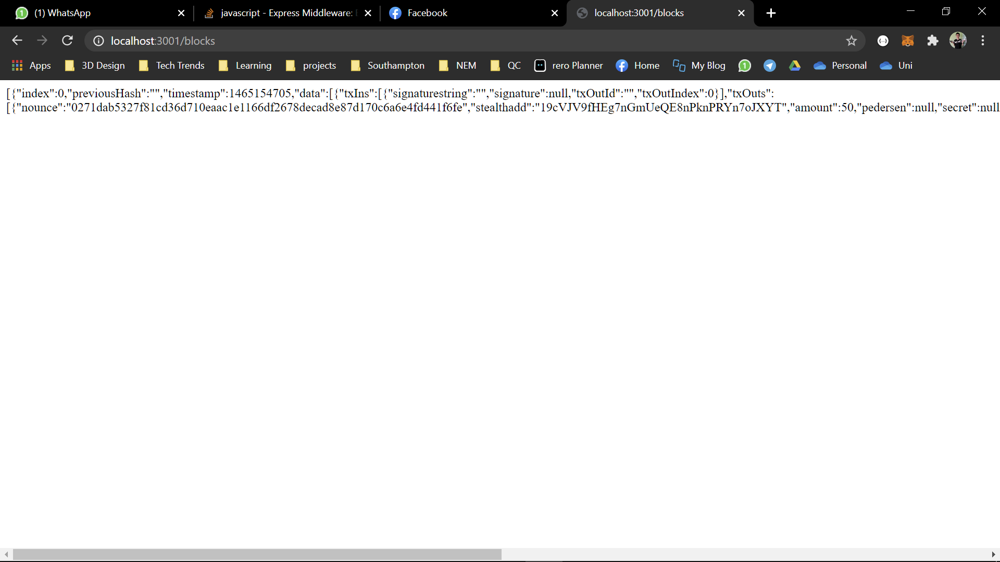 (1) WhatsApp
javascript - Express Middleware:
Facebook
localhost:3001/blocks
localhost:3001/blocks
Apps
3D Design
Tech Trends
Learning
projects
Southampton
NEM
QC
rero Planner
Home
My Blog
Personal
Uni
[{"index":0,"previousHash":"","timestamp":1465154705,"data":[{"txIns":[{"signaturestring":"","signature":null,"txOutId":"","txOutIndex":0}],"txOuts":
[{"nounce":"0271dab5327f81cd36d710eaac1e1166df2678decad8e87d170c6a6e4fd441f6fe","stealthadd":"19cVJV9fHEg7nGmUeQE8nPknPRYn7oJXYT","amount":50,"pedersen":null,"secret":null